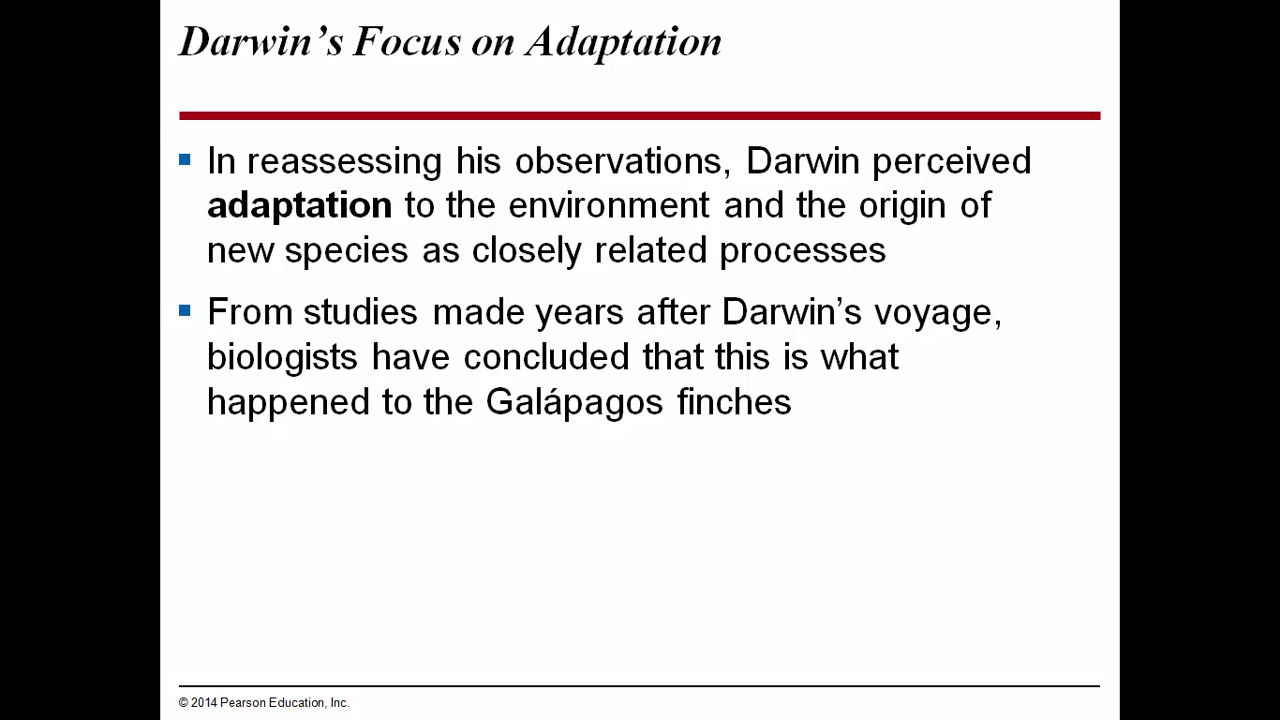 Darwin's Focus on Adaptation
In reassessing his observations, Darwin perceived
adaptation to the environment and the origin of
new species as closely related processes
From studies made years after Darwin's voyage,
biologists have concluded that this is what
happened to the Galápagos finches
© 2014 Pearson Education, Inc.